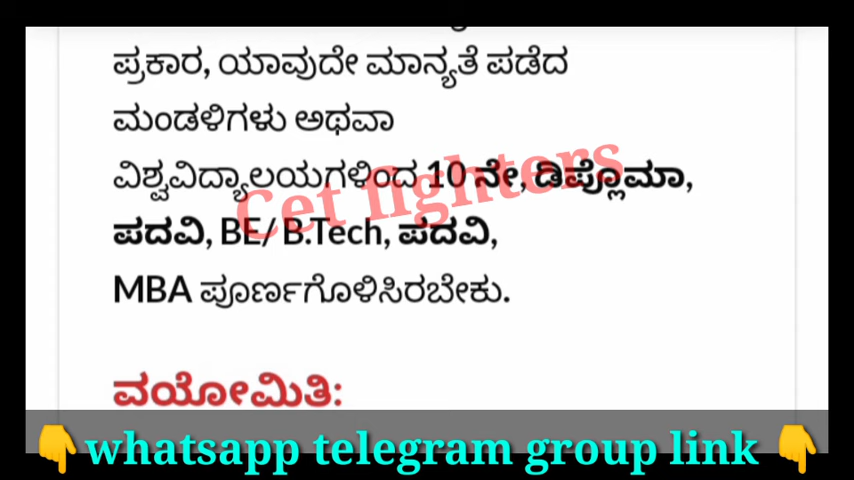 ಪ್ರಕಾರ, ಯಾವುದೇ ಮಾನ್ಯತೆ ಪಡೆದ
ಮಂಡಳಿಗಳು ಅಥವಾ
ವಿಶ್ವವಿದ್ಯಾಲಯಗಳಿಂದ 10 ನೇ, ಡಿಪ್ಲೊಮಾ,
Cet fighters
ಪದವಿ, BE/ B.Tech, ಪದವಿ,
MBA ಪೂರ್ಣಗೊಳಿಸಿರಬೇಕು.
ವಯೋಮಿತಿ:
👇whatsapp telegram group link 👇